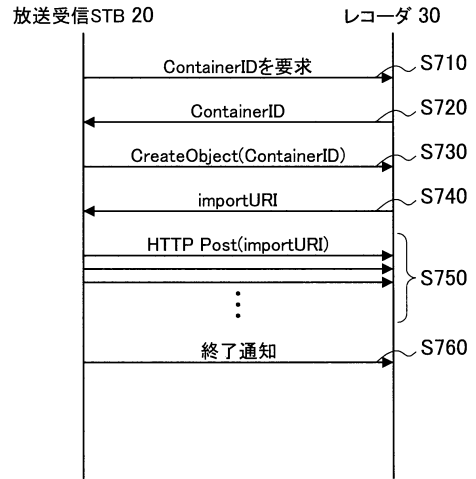 放送受信STB 20
レコーダ 30
ContainerIDを要求
S710
ContainerID
S720
CreateObject(ContainerID)
S730
importURI
S740
HTTP Post(importURI)
S750
終了通知
S760